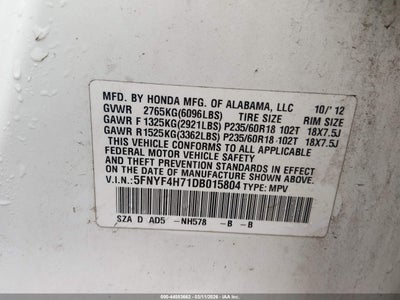 MFD. BY HONDA MFG. OF ALABAMA, LLC 10/' 12
GVWR 2765KG(6096LBS) TIRE SIZE RIM SIZE
GAWR F 1325KG(2921LBS) P235/60R18 102T 18X7.5J
GAWR R1525KG(3362LBS) P235/60R18 102T 18X7.5J
THIS VEHICLE CONFORMS TO ALL APPLICABLE
FEDERAL MOTOR VEHICLE SAFETY AND THEFT PREVENTION
STANDARDS IN EFFECT ON THE DATE OF
MANUFACTURE SHOWN ABOVE.
V.I.N.:5FNYF4H71DB015804 TYPE: MPV
SZA D AD5 -NH578 -B -B